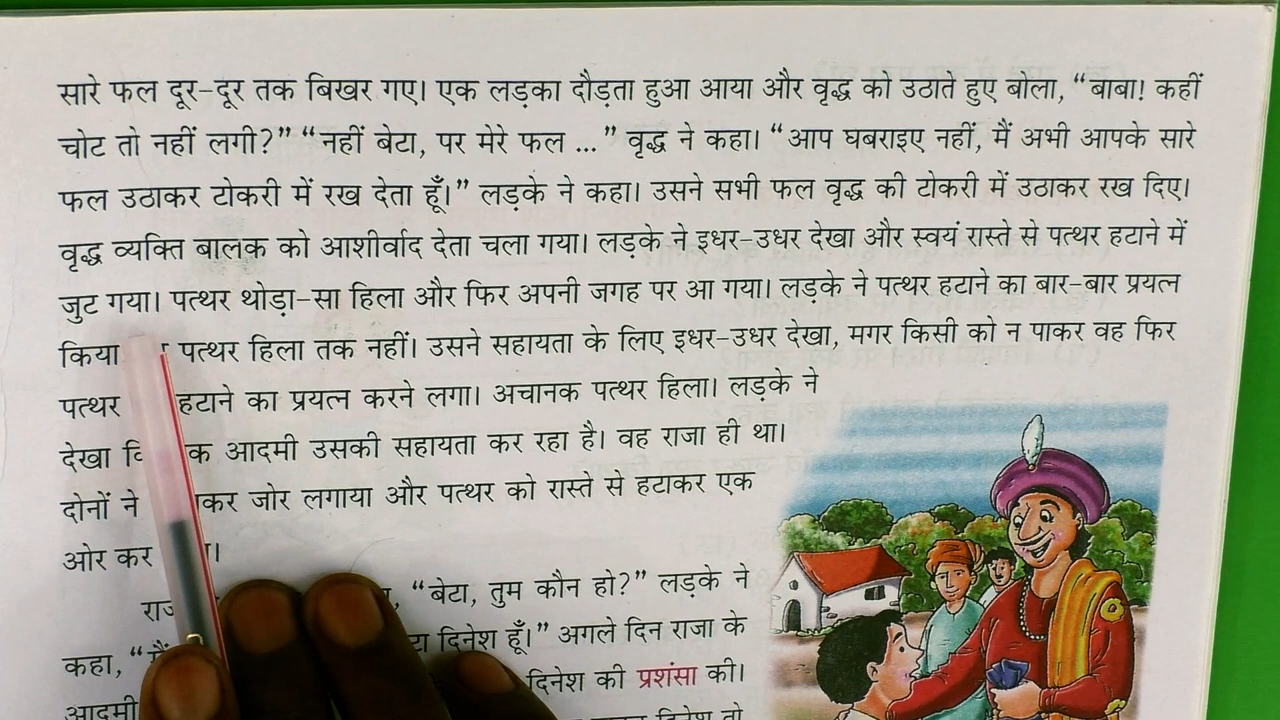 सारे फल दूर-दूर तक बिखर गए। एक लड़का दौड़ता हुआ आया और वृद्ध को उठाते हुए बोला, “बाबा! कहीं
चोट तो नहीं लगी?” “नहीं बेटा, पर मेरे फल ...” वृद्ध ने कहा। “आप घबराइए नहीं, मैं अभी आपके सारे
फल उठाकर टोकरी में रख देता हूँ।” लड़के ने कहा। उसने सभी फल वृद्ध की टोकरी में उठाकर रख दिए।
वृद्ध व्यक्ति बालक को आशीर्वाद देता चला गया। लड़के ने इधर-उधर देखा और स्वयं रास्ते से पत्थर हटाने में
जुट गया। पत्थर थोड़ा-सा हिला और फिर अपनी जगह पर आ गया। लड़के ने पत्थर हटाने का बार-बार प्रयत्न
किया पत्थर हिला तक नहीं। उसने सहायता के लिए इधर-उधर देखा, मगर किसी को न पाकर वह फिर
पत्थर हटाने का प्रयत्न करने लगा। अचानक पत्थर हिला। लड़के ने
देखा आदमी उसकी सहायता कर रहा है। वह राजा ही था।
दोनों ने जोर लगाया और पत्थर को रास्ते से हटाकर एक
ओर कर
“बेटा, तुम कौन हो?” लड़के ने
कहा, “मैं दिनेश हूँ।” अगले दिन राजा के
आदमी दिनेश की प्रशंसा की।
दिनेश तो